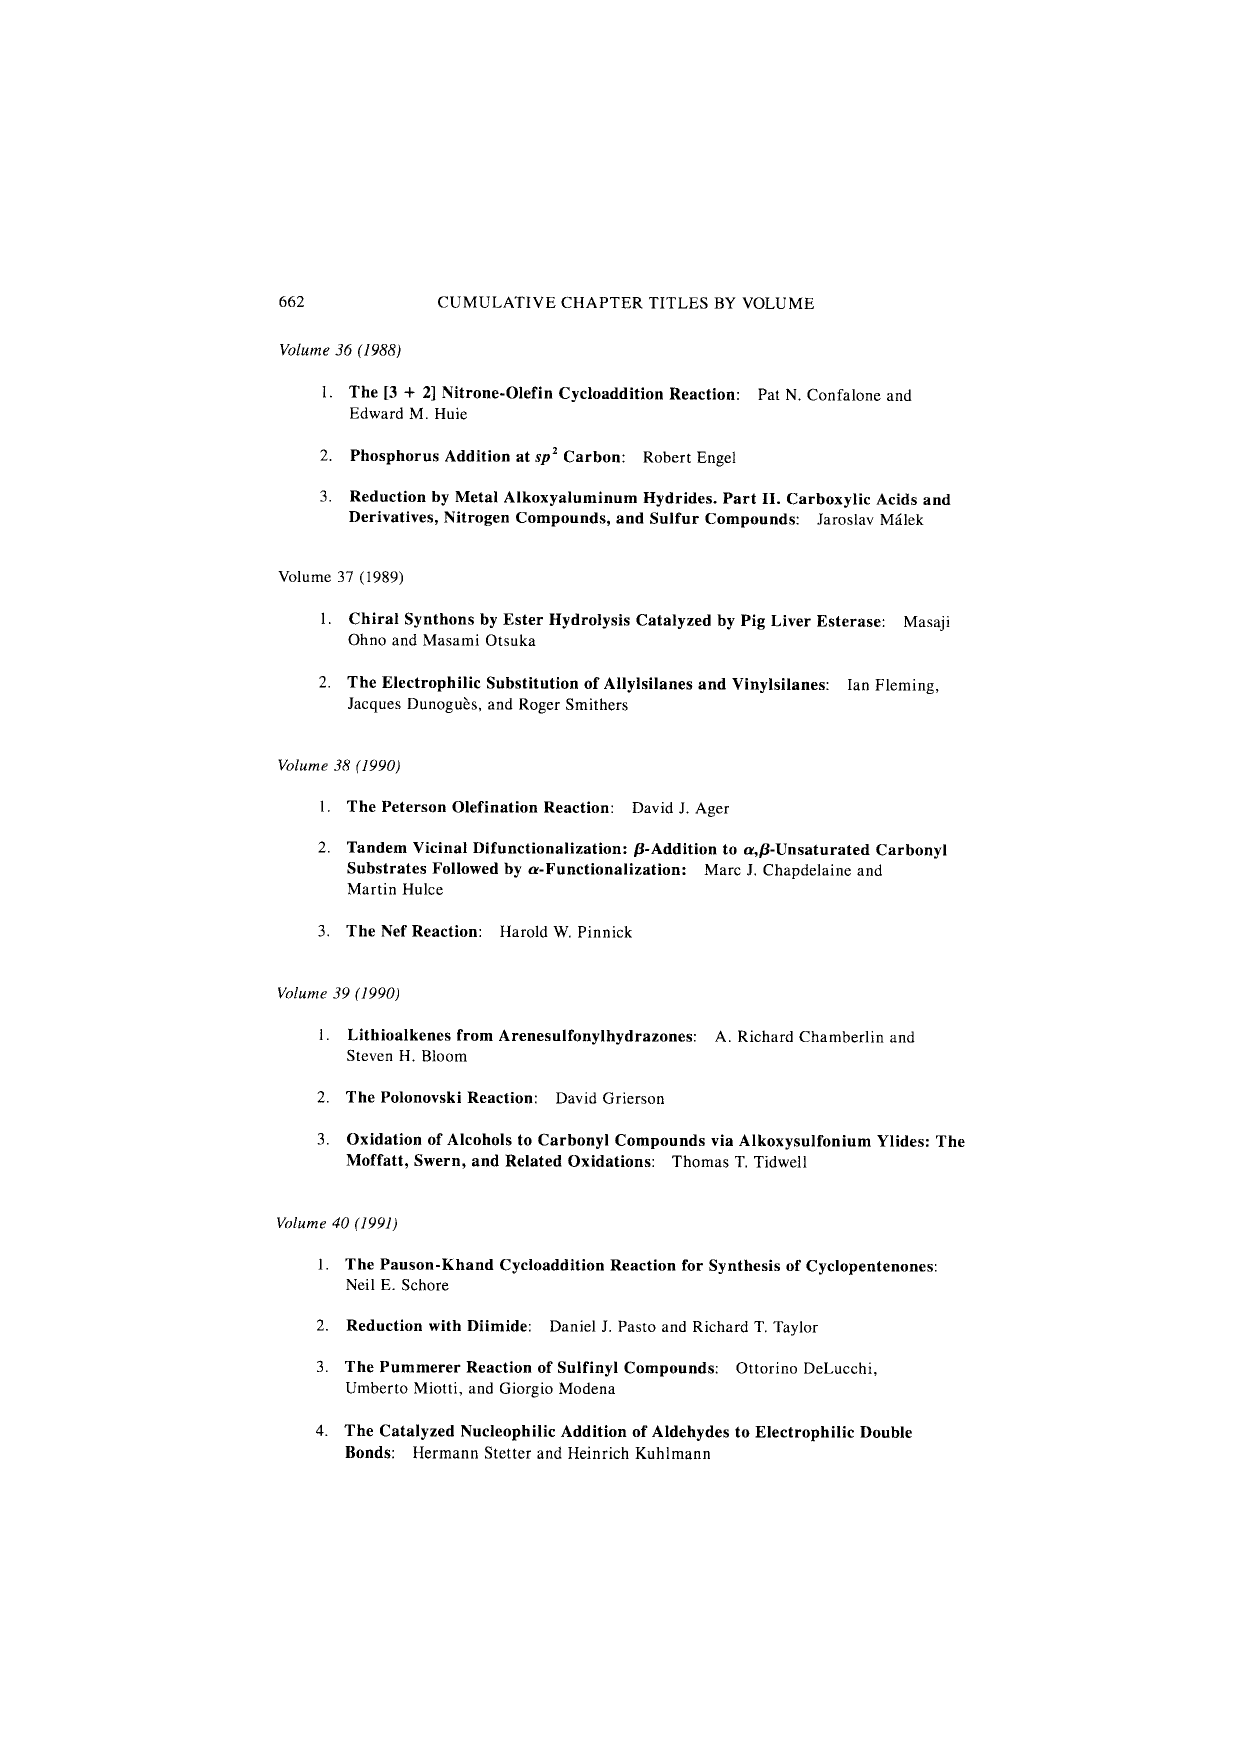 662 CUMULATIVE CHAPTER TITLES BY VOLUME
Volume 36 (1988)
1. The [3 + 2] Nitrone-Olefin Cycloaddition Reaction: Pat N. Confalone and
Edward M. Huie
2. Phosphorus Addition at sp² Carbon: Robert Engel
3. Reduction by Metal Alkoxyaluminum Hydrides. Part II. Carboxylic Acids and
Derivatives, Nitrogen Compounds, and Sulfur Compounds: Jaroslav Málek
Volume 37 (1989)
1. Chiral Synthons by Ester Hydrolysis Catalyzed by Pig Liver Esterase: Masaji
Ohno and Masami Otsuka
2. The Electrophilic Substitution of Allylsilanes and Vinylsilanes: Ian Fleming,
Jacques Dunoguès, and Roger Smithers
Volume 38 (1990)
1. The Peterson Olefination Reaction: David J. Ager
2. Tandem Vicinal Difunctionalization: β-Addition to α,β-Unsaturated Carbonyl
Substrates Followed by α-Functionalization: Marc J. Chapdelaine and
Martin Hulce
3. The Nef Reaction: Harold W. Pinnick
Volume 39 (1990)
1. Lithioalkenes from Arenesulfonylhydrazones: A. Richard Chamberlin and
Steven H. Bloom
2. The Polonovski Reaction: David Grierson
3. Oxidation of Alcohols to Carbonyl Compounds via Alkoxysulfonium Ylides: The
Moffatt, Swern, and Related Oxidations: Thomas T. Tidwell
Volume 40 (1991)
1. The Pauson-Khand Cycloaddition Reaction for Synthesis of Cyclopentenones:
Neil E. Schore
2. Reduction with Diimide: Daniel J. Pasto and Richard T. Taylor
3. The Pummerer Reaction of Sulfinyl Compounds: Ottorino DeLucchi,
Umberto Miotti, and Giorgio Modena
4. The Catalyzed Nucleophilic Addition of Aldehydes to Electrophilic Double
Bonds: Hermann Stetter and Heinrich Kuhlmann